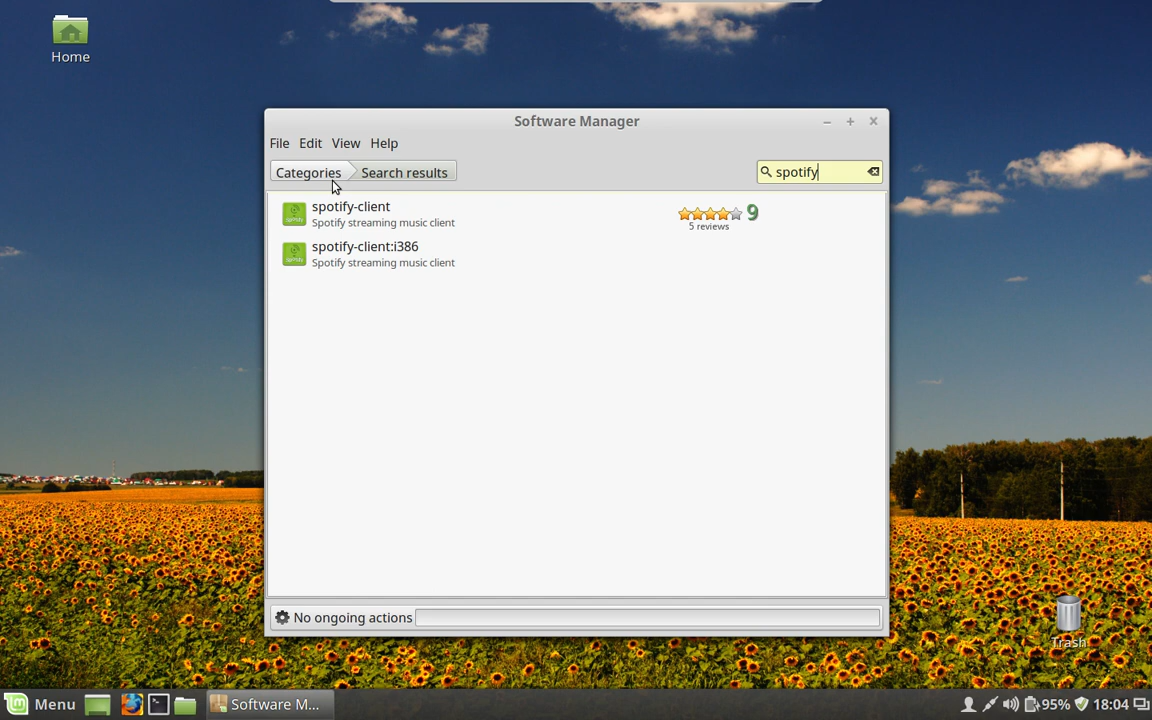 Home
Software Manager
File Edit View Help
Categories Search results spotify
spotify-client
Spotify streaming music client
9
5 reviews
spotify-client:i386
Spotify streaming music client
No ongoing actions
Trash
Menu Software M... 95% 18:04